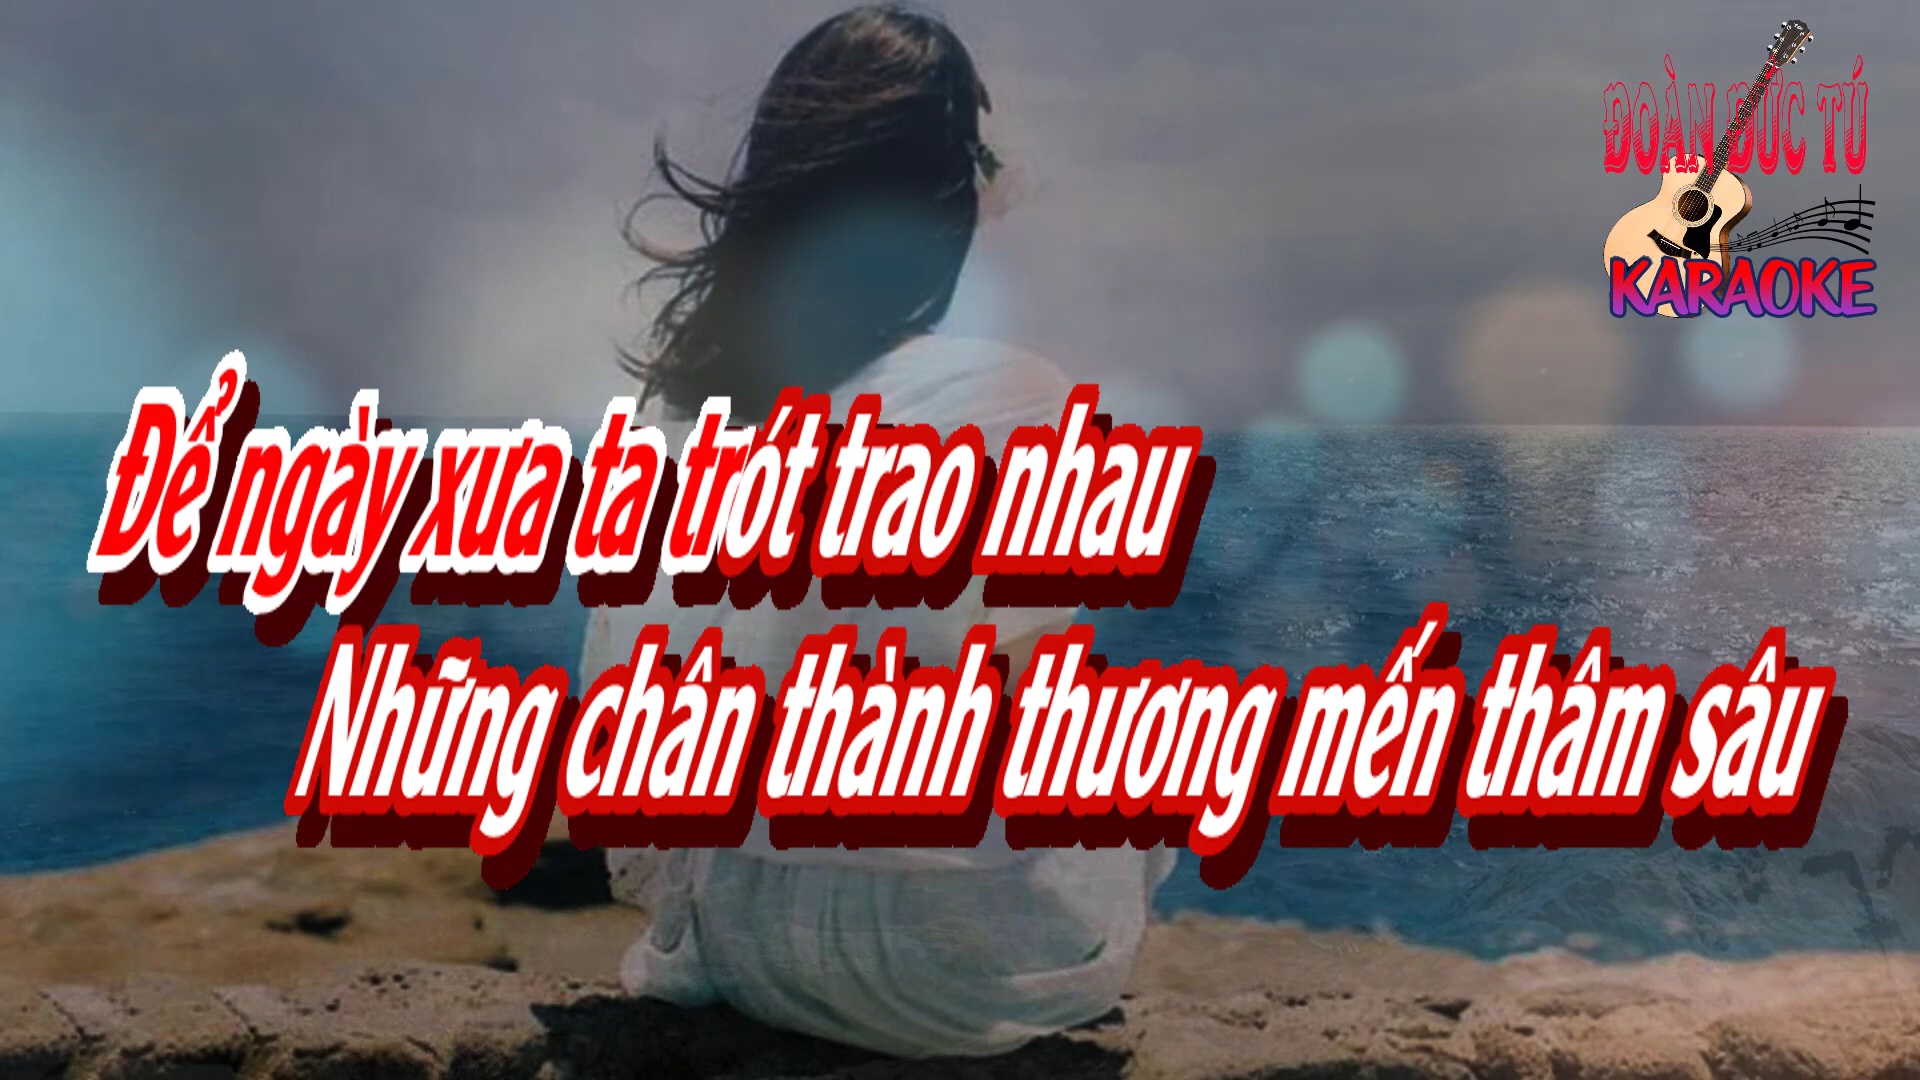 ĐOÀN ĐỨC TÚ
KARAOKE
Để ngày xưa ta trót trao nhau
Những chân thành thương mến thâm sâu